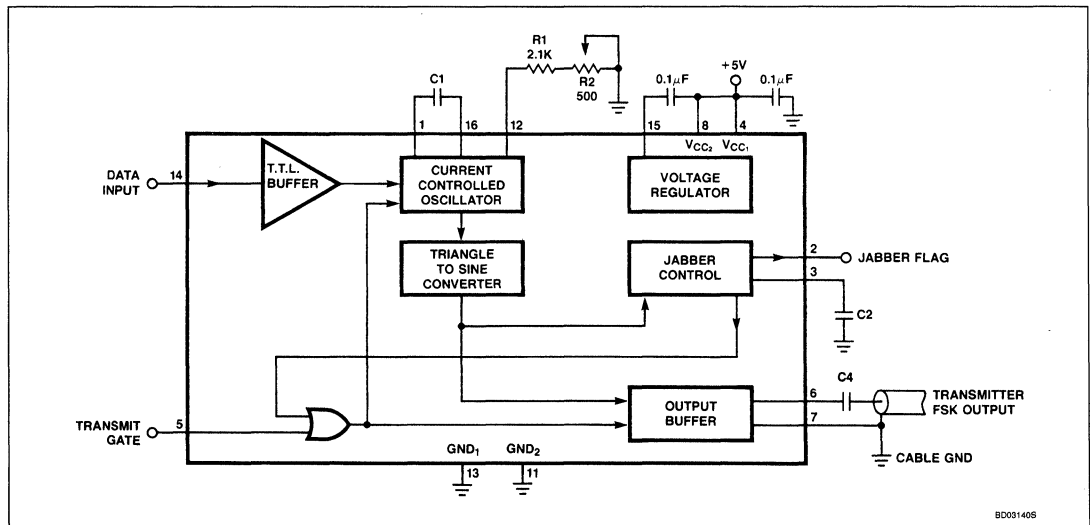 R1
2.1K
R2
500
C1
0.1µF
+5V
0.1µF
1
16
12
15
8
4
VCC2
VCC1
DATA
INPUT
14
T.T.L.
BUFFER
CURRENT
CONTROLLED
OSCILLATOR
VOLTAGE
REGULATOR
TRIANGLE
TO SINE
CONVERTER
JABBER
CONTROL
2
JABBER FLAG
3
C2
C4
6
7
TRANSMITTER
FSK OUTPUT
OUTPUT
BUFFER
TRANSMIT
GATE
5
GND1
GND2
13
11
CABLE GND
BD03140S